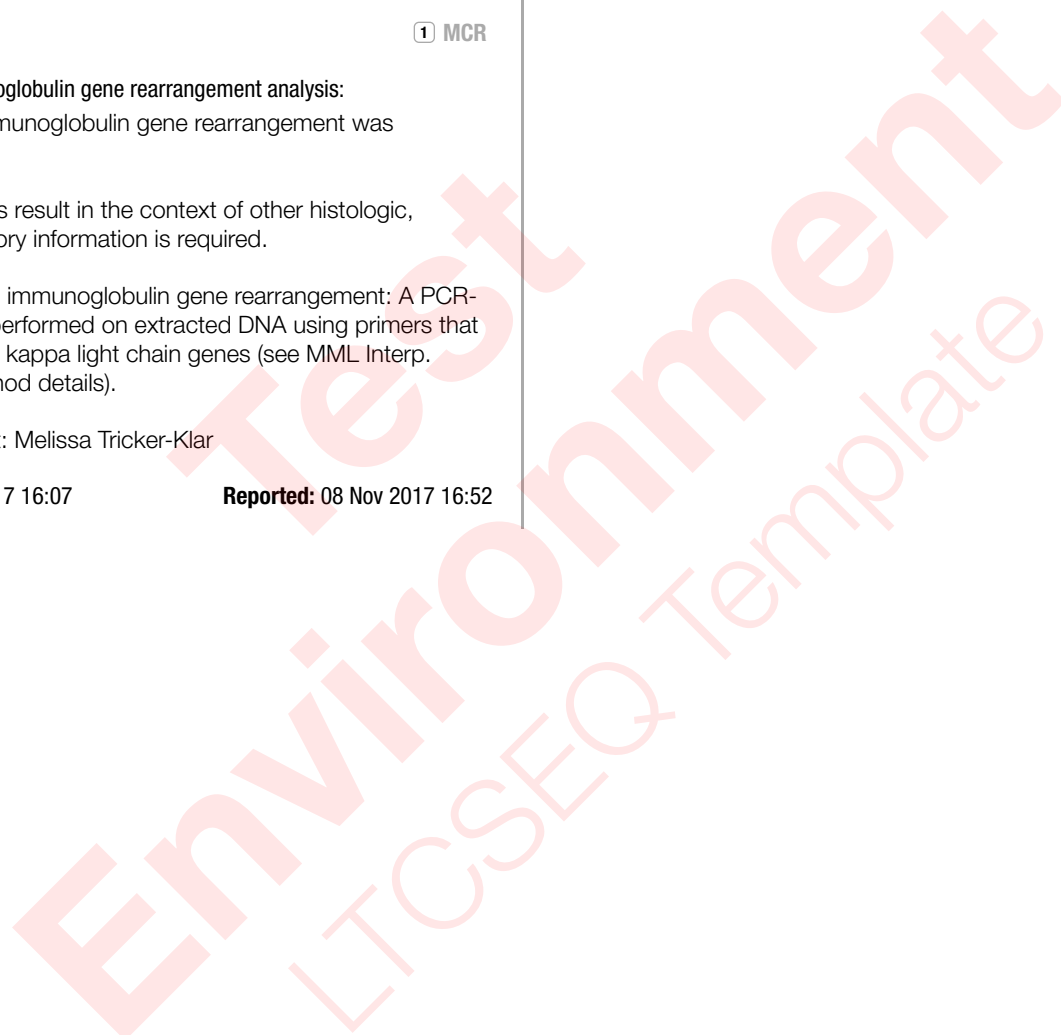 1 MCR
oglobulin gene rearrangement analysis:
munoglobulin gene rearrangement was
s result in the context of other histologic,
ory information is required.
immunoglobulin gene rearrangement: A PCR-
performed on extracted DNA using primers that
kappa light chain genes (see MML Interp.
nod details).
t: Melissa Tricker-Klar
7 16:07 Reported: 08 Nov 2017 16:52
Test
Environment
LTCSEQ Template